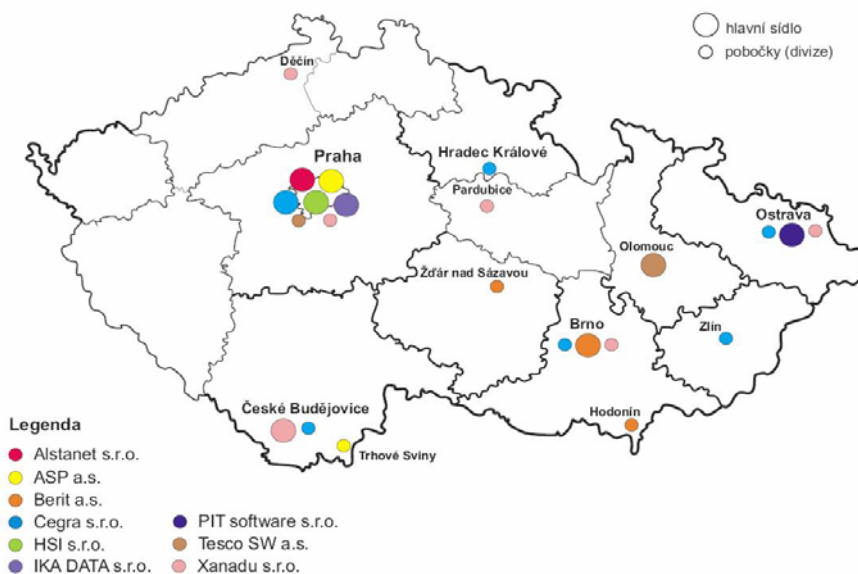 hlavní sídlo
pobočky (divize)
Děčín
Praha
Hradec Králové
Pardubice
Ostrava
Olomouc
Žďár nad Sázavou
Brno
Zlín
České Budějovice
Hodonín
Trhové Sviny
Legenda
Alstanet s.r.o.
ASP a.s.
Berit a.s.
Cegra s.r.o.
HSI s.r.o.
IKA DATA s.r.o.
PIT software s.r.o.
Tesco SW a.s.
Xanadu s.r.o.